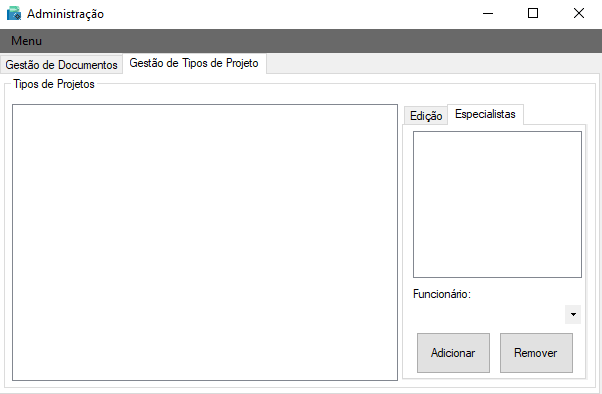 Administração
Menu
Gestão de Documentos
Gestão de Tipos de Projeto
Tipos de Projetos
Edição
Especialistas
Funcionário:
Adicionar
Remover